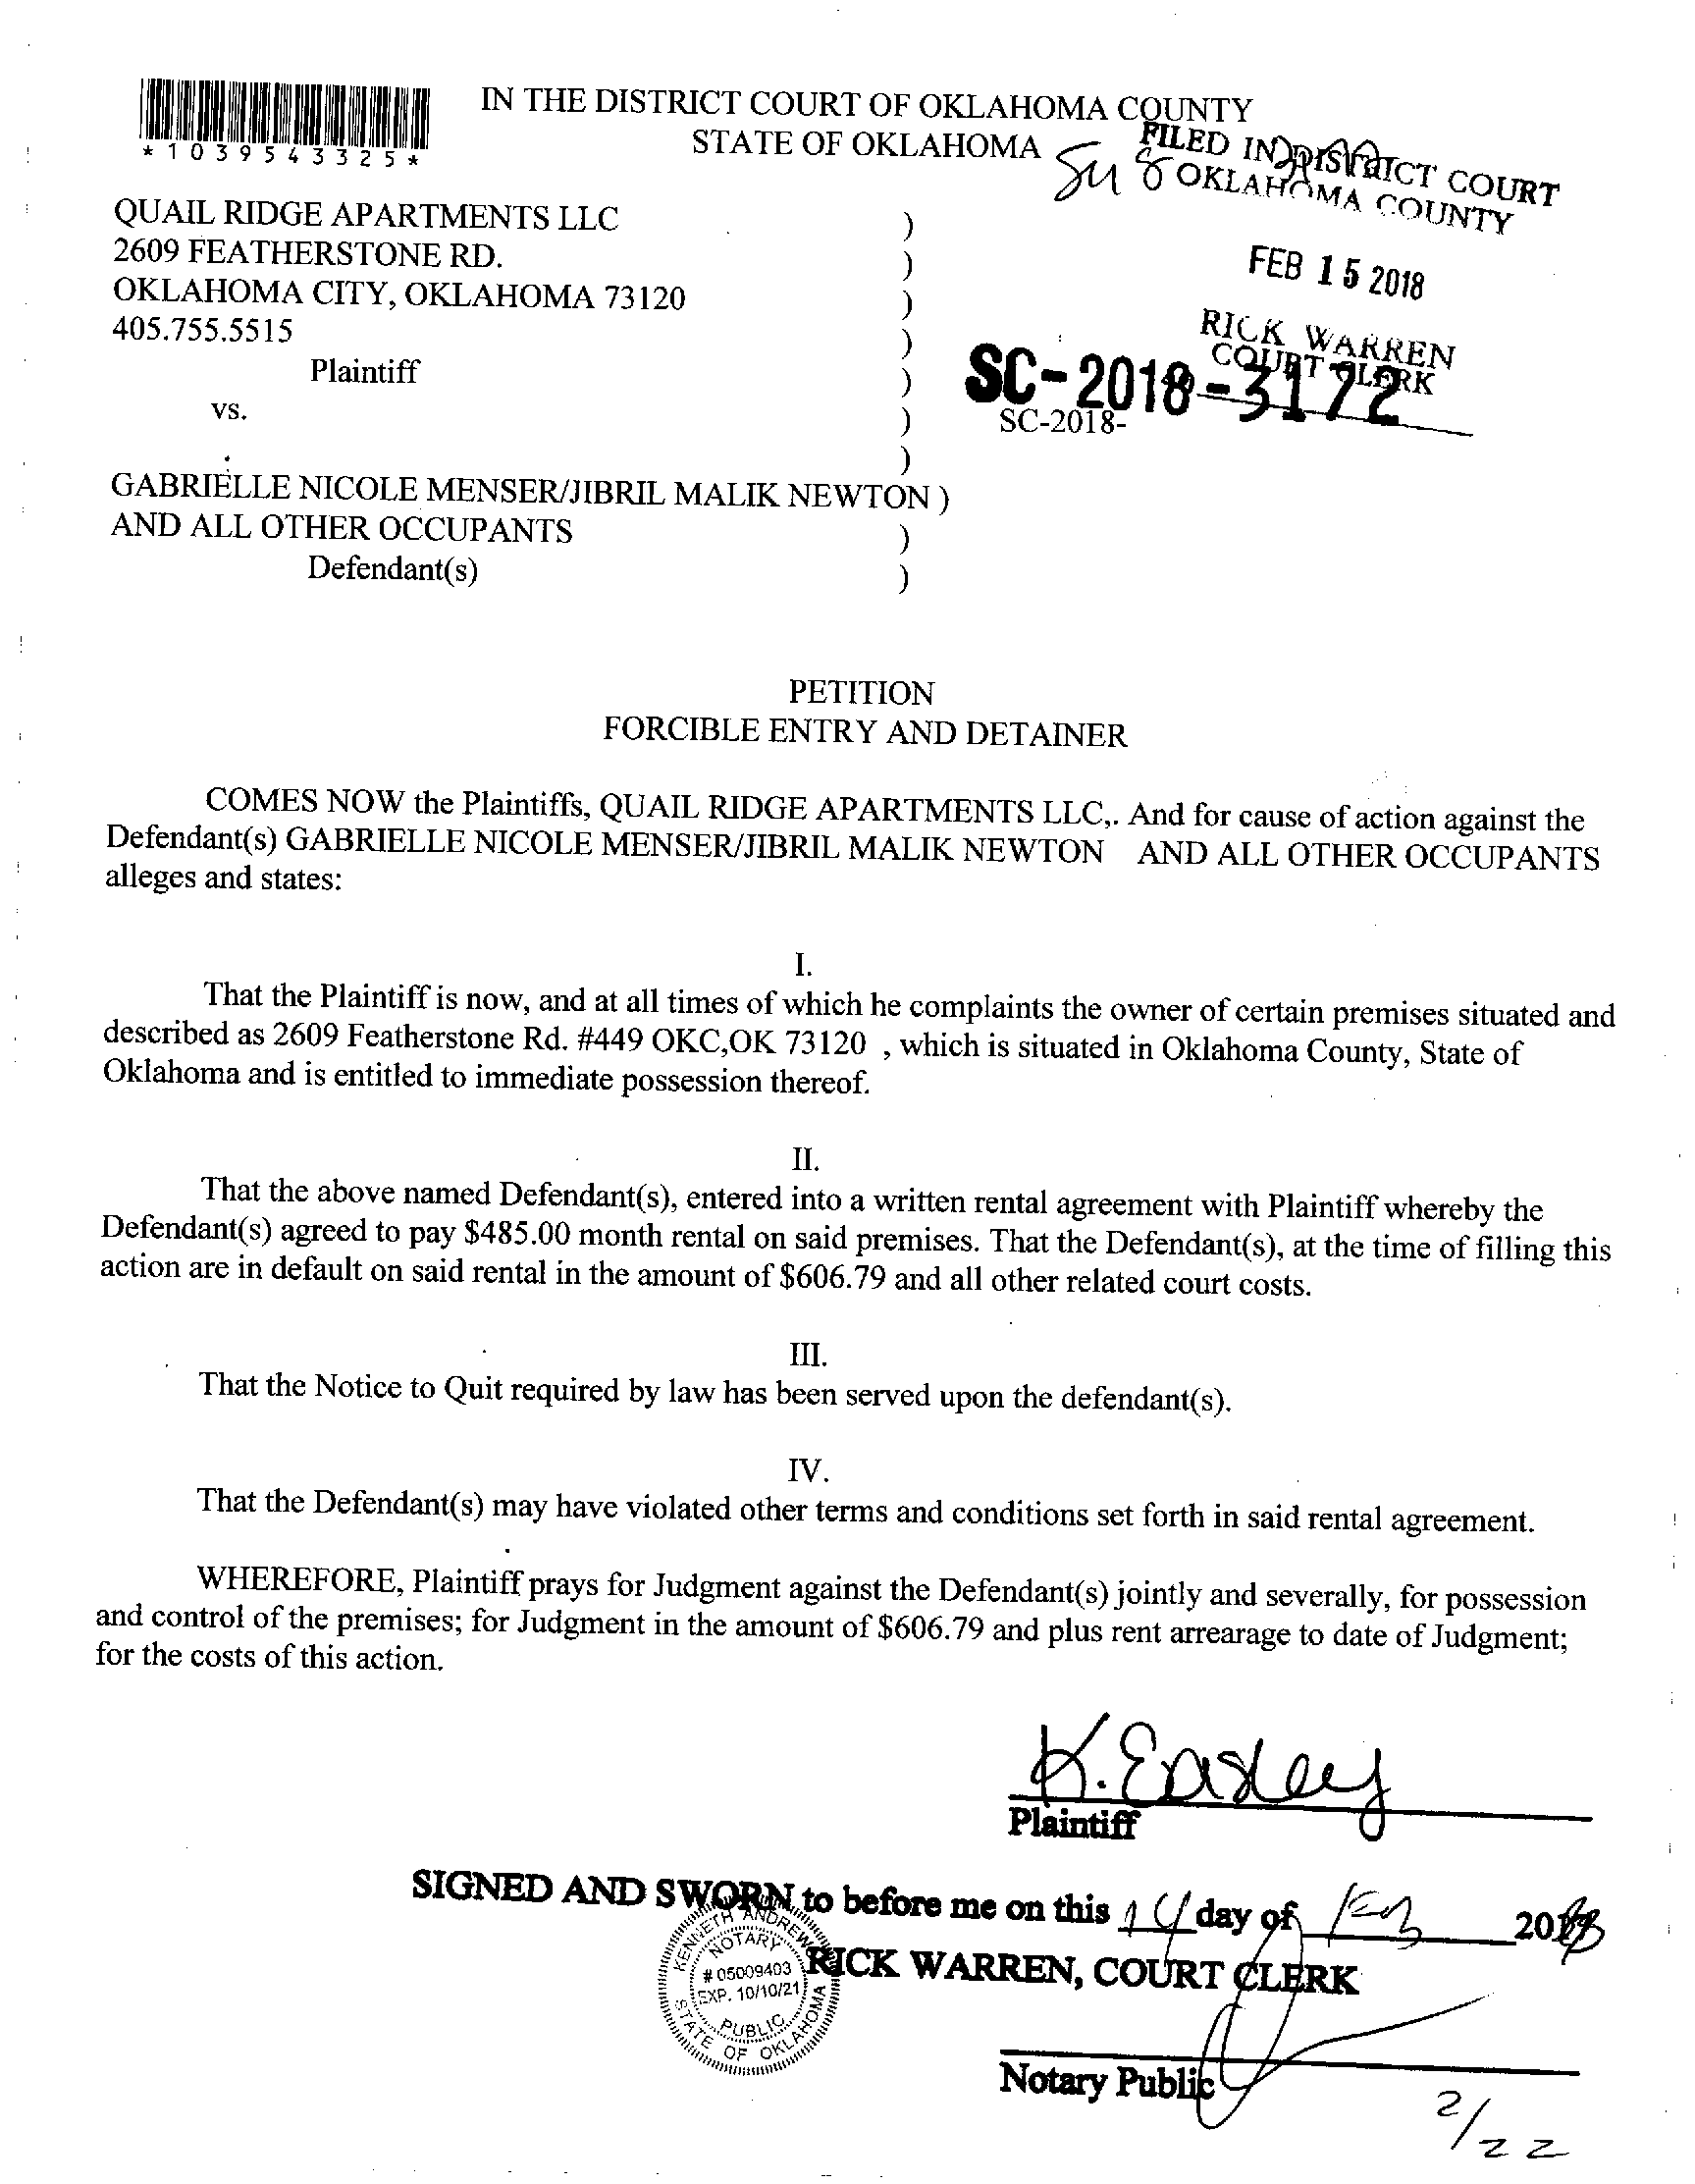 IN THE DISTRICT COURT OF OKLAHOMA COUNTY
STATE OF OKLAHOMA
*1039543325*
FILED IN DISTRICT COURT
OKLAHOMA COUNTY
FEB 15 2018
RICK WARREN
COURT CLERK
QUAIL RIDGE APARTMENTS LLC )
2609 FEATHERSTONE RD. )
OKLAHOMA CITY, OKLAHOMA 73120 )
405.755.5515 )
Plaintiff )
SC-2018-3172
vs. ) SC-2018-
)
GABRIELLE NICOLE MENSER/JIBRIL MALIK NEWTON )
AND ALL OTHER OCCUPANTS )
Defendant(s) )
PETITION
FORCIBLE ENTRY AND DETAINER
COMES NOW the Plaintiffs, QUAIL RIDGE APARTMENTS LLC,. And for cause of action against the
Defendant(s) GABRIELLE NICOLE MENSER/JIBRIL MALIK NEWTON AND ALL OTHER OCCUPANTS
alleges and states:
I.
That the Plaintiff is now, and at all times of which he complaints the owner of certain premises situated and
described as 2609 Featherstone Rd. #449 OKC,OK 73120 , which is situated in Oklahoma County, State of
Oklahoma and is entitled to immediate possession thereof.
II.
That the above named Defendant(s), entered into a written rental agreement with Plaintiff whereby the
Defendant(s) agreed to pay $485.00 month rental on said premises. That the Defendant(s), at the time of filling this
action are in default on said rental in the amount of $606.79 and all other related court costs.
III.
That the Notice to Quit required by law has been served upon the defendant(s).
IV.
That the Defendant(s) may have violated other terms and conditions set forth in said rental agreement.
WHEREFORE, Plaintiff prays for Judgment against the Defendant(s) jointly and severally, for possession
and control of the premises; for Judgment in the amount of $606.79 and plus rent arrearage to date of Judgment;
for the costs of this action.
K. Easley
Plaintiff
SIGNED AND SWORN to before me on this 14 day of Feb 2018
RICK WARREN, COURT CLERK
KENNETH ANDREW
NOTARY
# 05009403
EXP. 10/10/21
PUBLIC
STATE OF OKLAHOMA
Notary Public
2/22